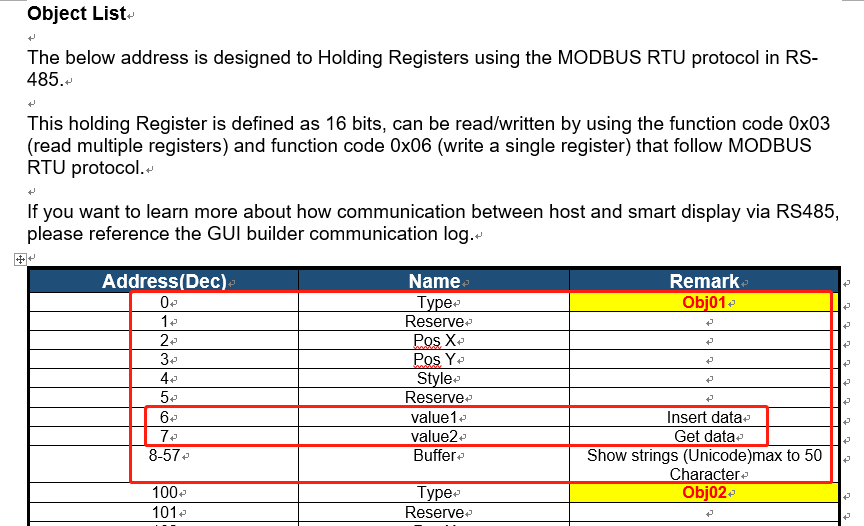 Object List
The below address is designed to Holding Registers using the MODBUS RTU protocol in RS-
485.
This holding Register is defined as 16 bits, can be read/written by using the function code 0x03
(read multiple registers) and function code 0x06 (write a single register) that follow MODBUS
RTU protocol.
If you want to learn more about how communication between host and smart display via RS485,
please reference the GUI builder communication log.
Address(Dec) Name Remark
0 Type Obj01
1 Reserve
2 Pos X
3 Pos Y
4 Style
5 Reserve
6 value1 Insert data
7 value2 Get data
8-57 Buffer Show strings (Unicode)max to 50
Character
100 Type Obj02
101 Reserve